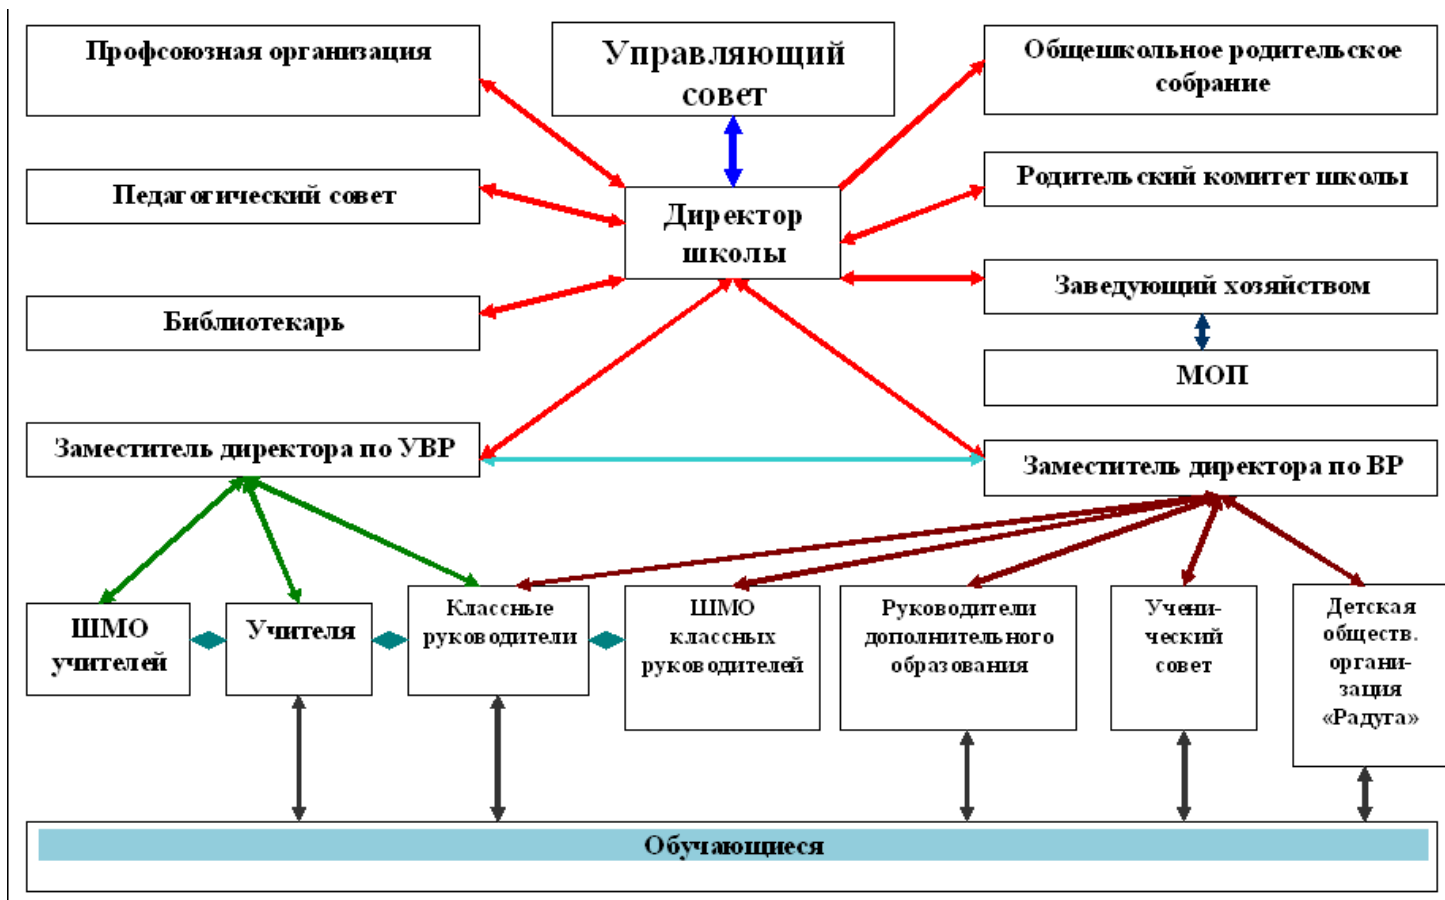 Профсоюзная организация
Управляющий
совет
Общешкольное родительское
собрание
Педагогический совет
Директор
школы
Родительский комитет школы
Библиотекарь
Заведующий хозяйством
МОП
Заместитель директора по УВР
Заместитель директора по ВР
ШМО
учителей
Учителя
Классные
руководители
ШМО
классных
руководителей
Руководители
дополнительного
образования
Учени-
ческий
совет
Детская
обществ.
органи-
зация
«Радуга»
Обучающиеся